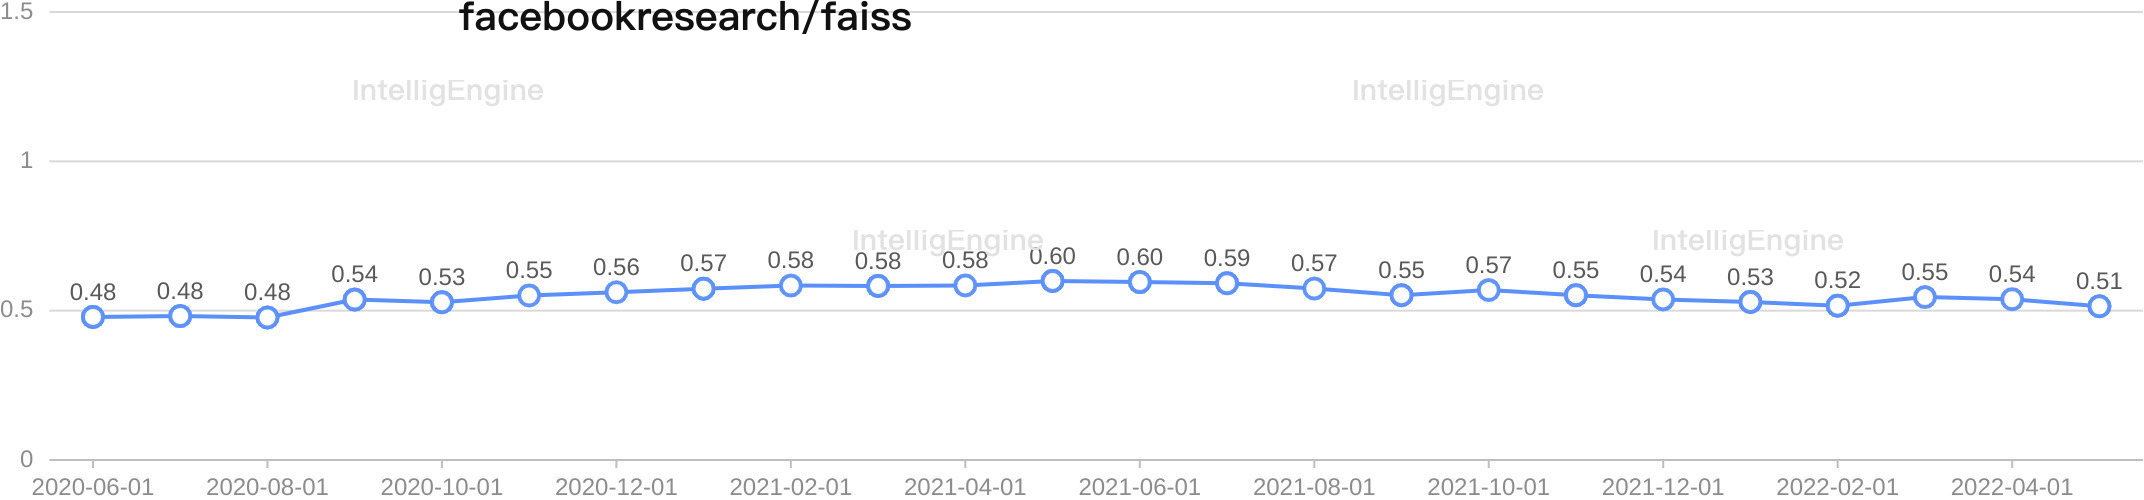 facebookresearch/faiss
1.5
IntelligEngine IntelligEngine
1
IntelligEngine IntelligEngine
0.48 0.48 0.48 0.54 0.53 0.55 0.56 0.57 0.58 0.58 0.58 0.60 0.60 0.59 0.57 0.55 0.57 0.55 0.54 0.53 0.52 0.55 0.54 0.51
0.5
0
2020-06-01 2020-08-01 2020-10-01 2020-12-01 2021-02-01 2021-04-01 2021-06-01 2021-08-01 2021-10-01 2021-12-01 2022-02-01 2022-04-01